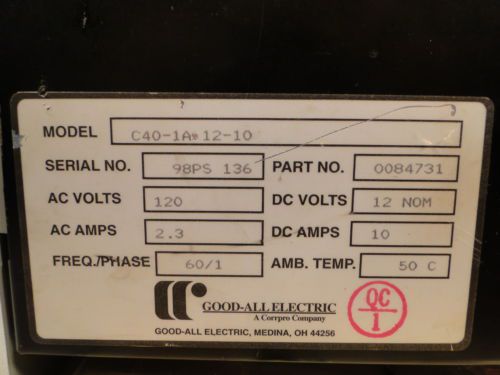 MODEL C40-1A* 12-10
SERIAL NO. 98PS 136 PART NO. 0084731
AC VOLTS 120 DC VOLTS 12 NOM
AC AMPS 2.3 DC AMPS 10
FREQ./PHASE 60/1 AMB. TEMP. 50 C
GOOD-ALL ELECTRIC
A Corrpro Company
GOOD-ALL ELECTRIC, MEDINA, OH 44256
QC
1